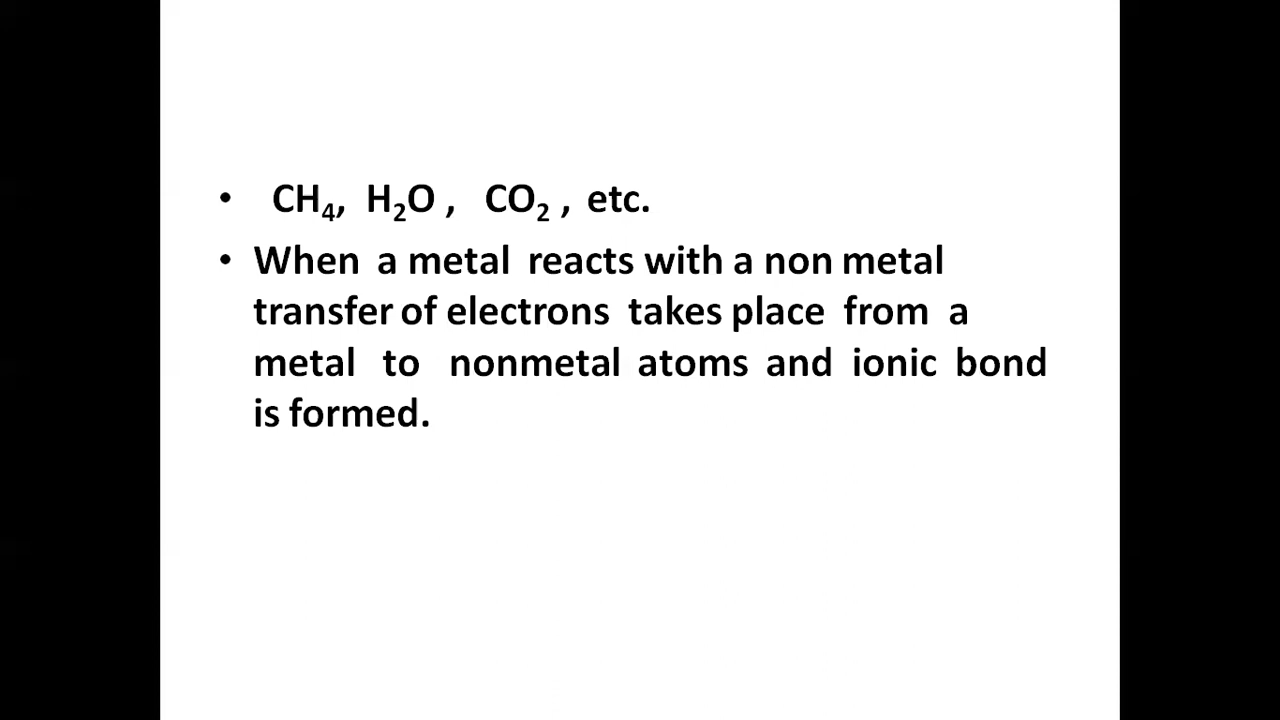 • CH₄, H₂O , CO₂ , etc.
• When a metal reacts with a non metal
transfer of electrons takes place from a
metal to nonmetal atoms and ionic bond
is formed.